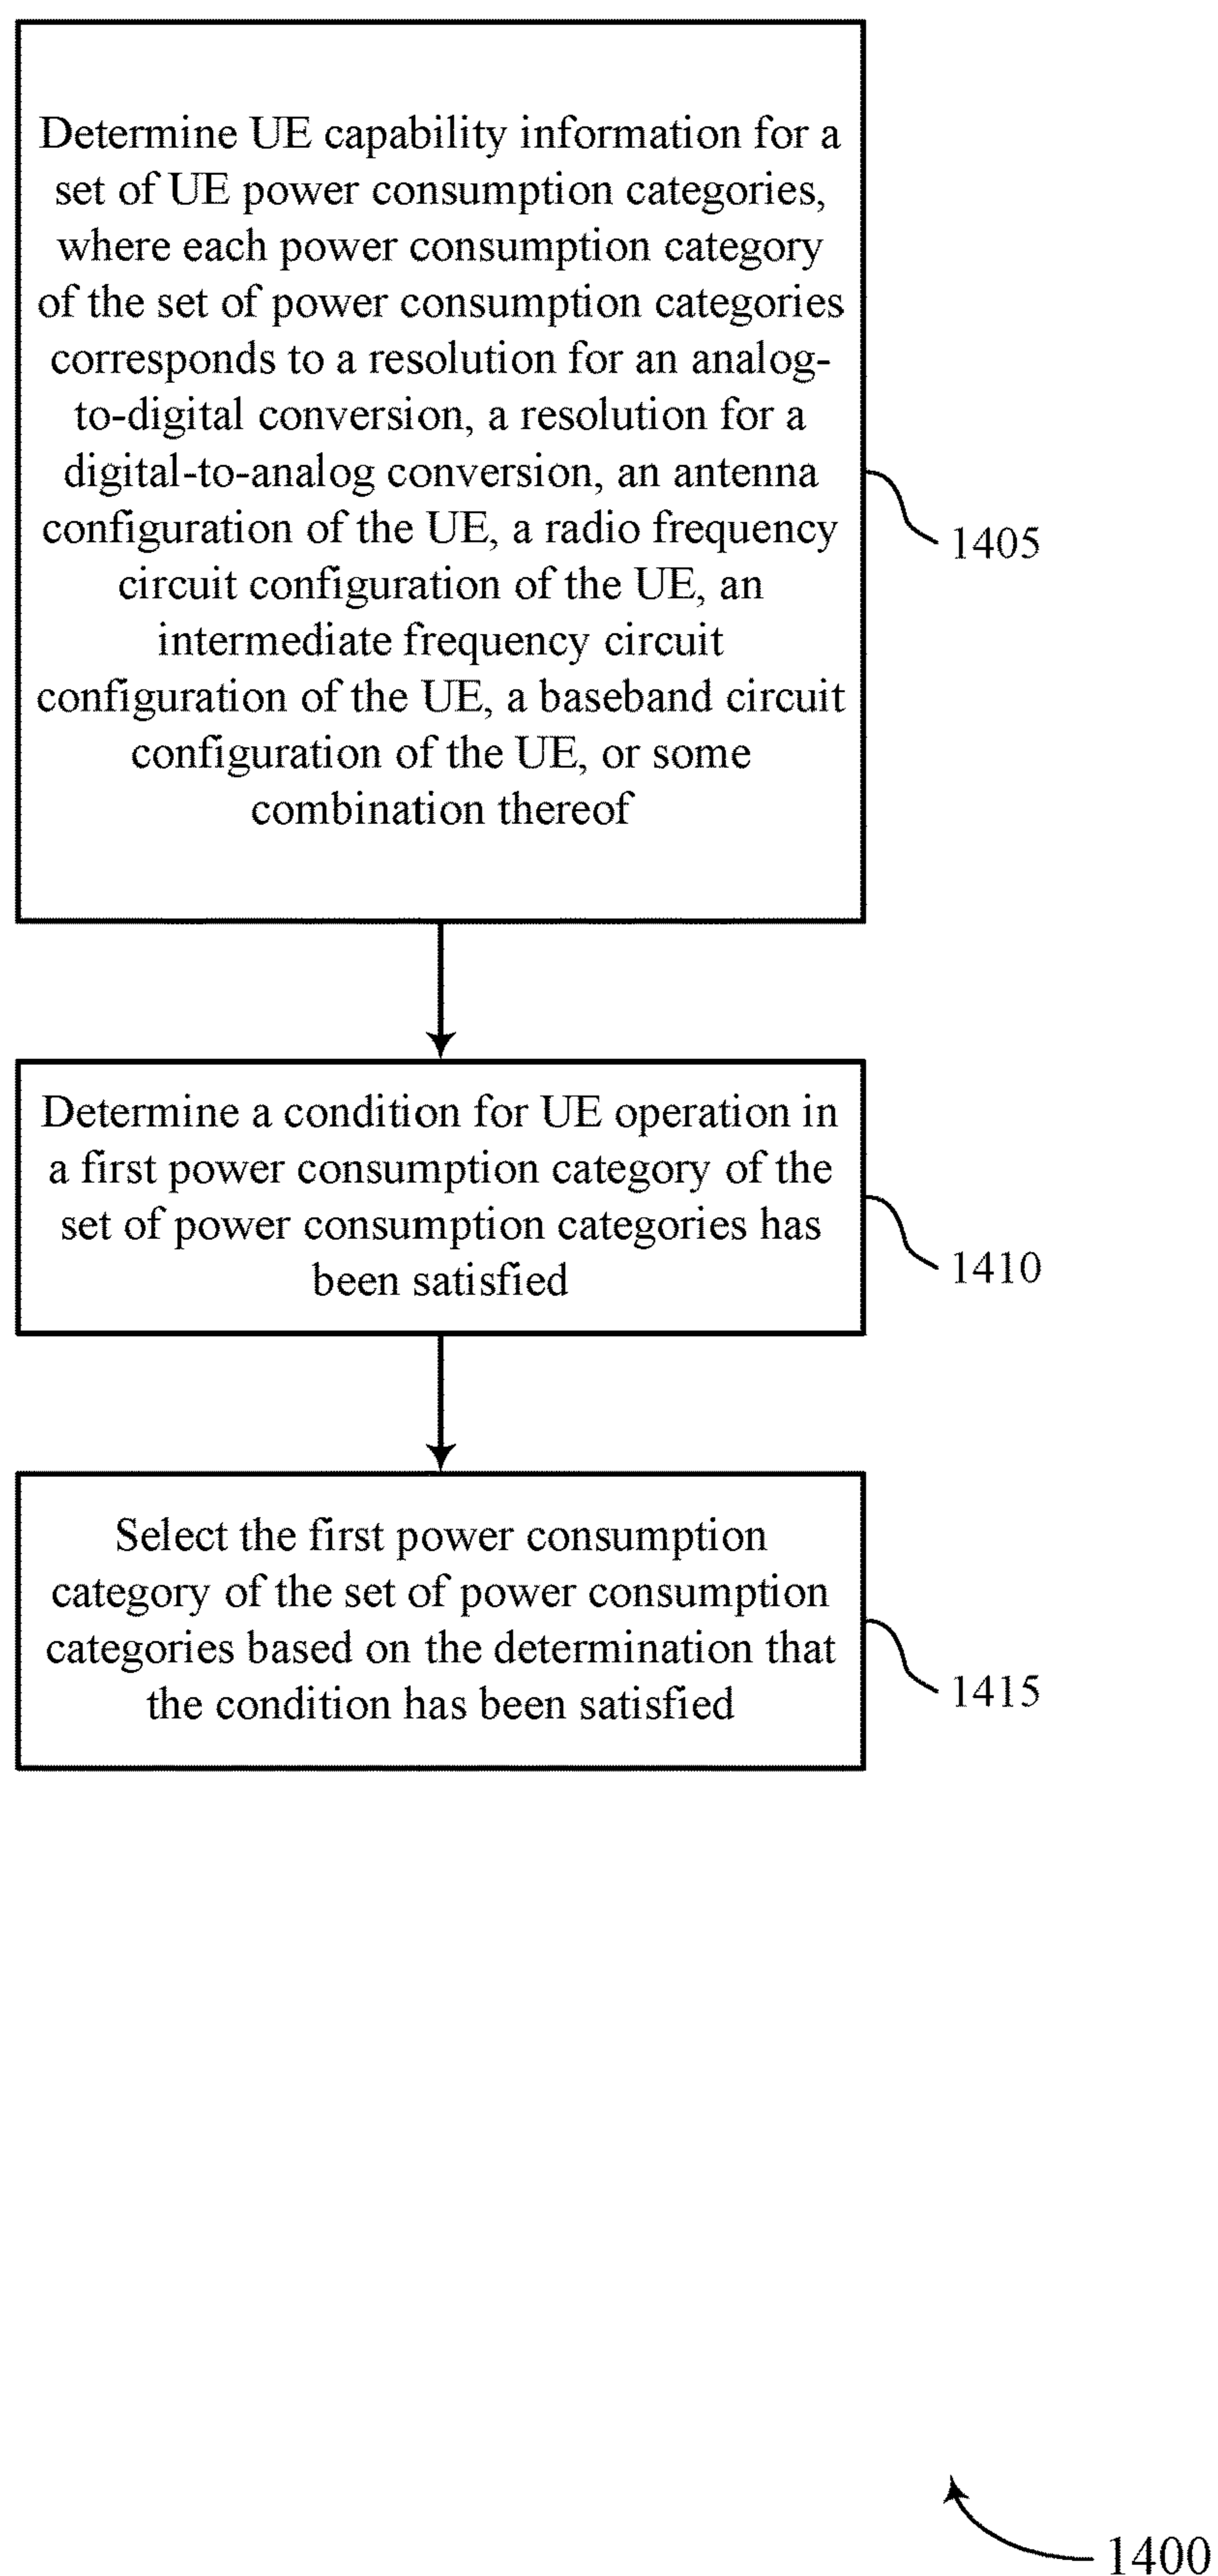 Determine UE capability information for a
set of UE power consumption categories,
where each power consumption category
of the set of power consumption categories
corresponds to a resolution for an analog-
to-digital conversion, a resolution for a
digital-to-analog conversion, an antenna
configuration of the UE, a radio frequency
circuit configuration of the UE, an
intermediate frequency circuit
configuration of the UE, a baseband circuit
configuration of the UE, or some
combination thereof
1405
Determine a condition for UE operation in
a first power consumption category of the
set of power consumption categories has
been satisfied
1410
Select the first power consumption
category of the set of power consumption
categories based on the determination that
the condition has been satisfied
1415
1400